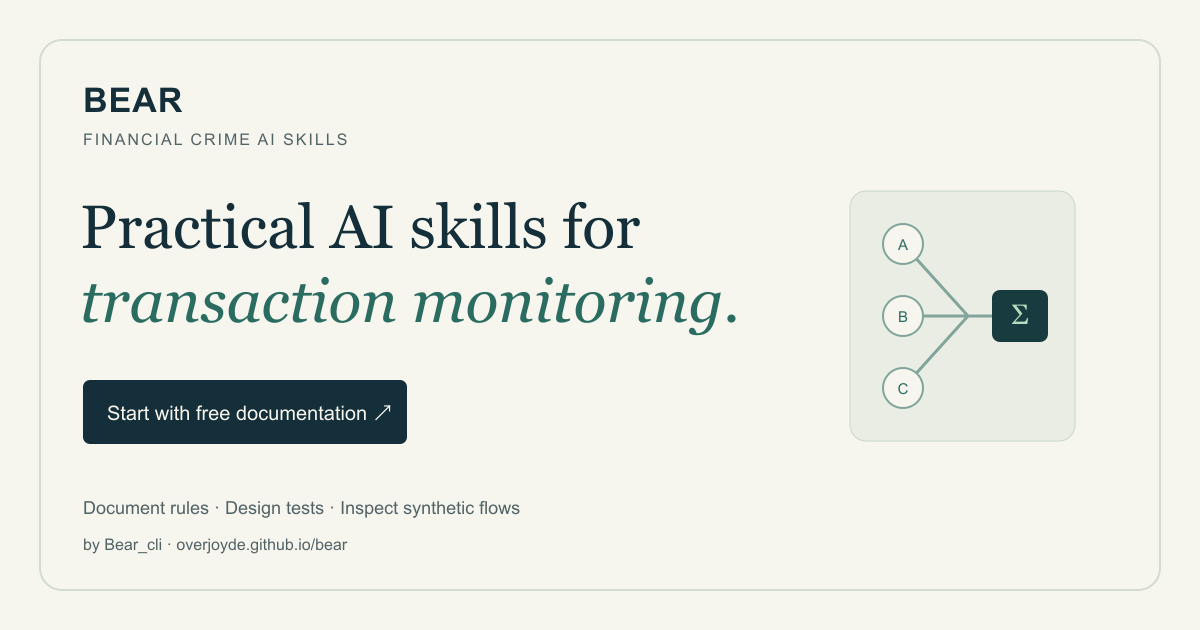 BEAR
FINANCIAL CRIME AI SKILLS
Practical AI skills for
transaction monitoring.
Start with free documentation ↗
Document rules · Design tests · Inspect synthetic flows
by Bear_cli · overjoyde.github.io/bear
A
B
Σ
C